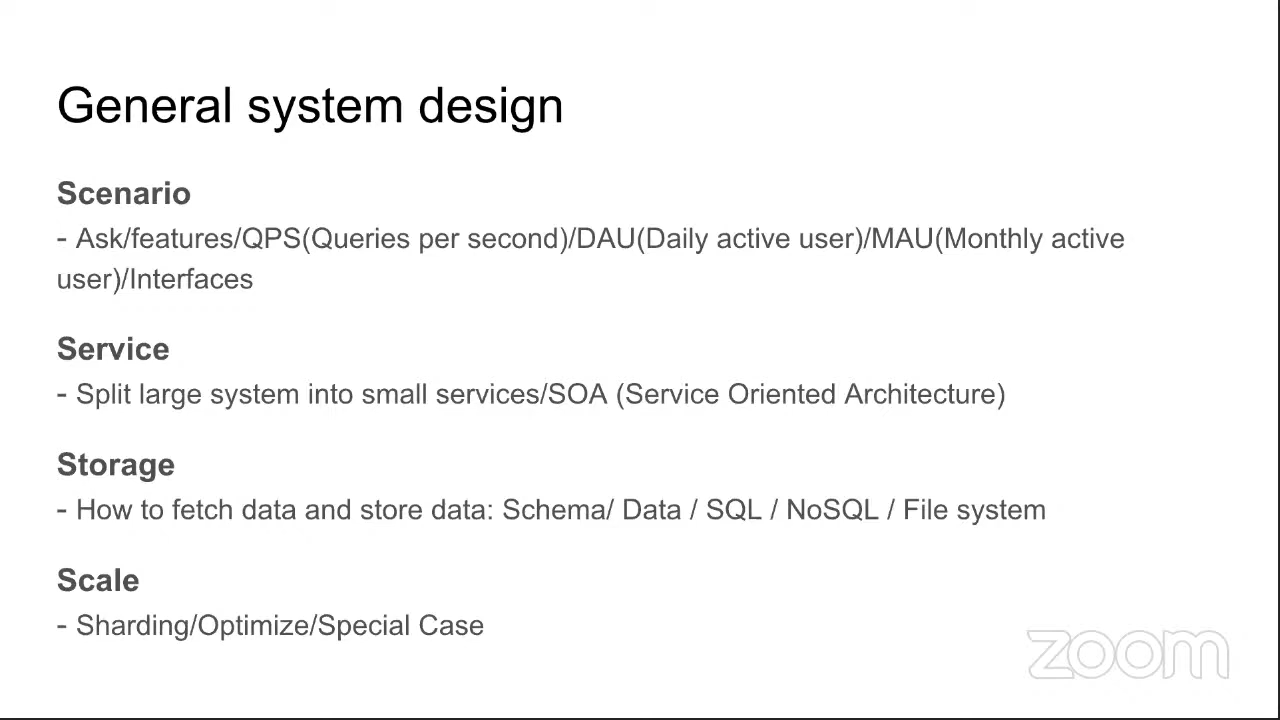 General system design
Scenario
- Ask/features/QPS(Queries per second)/DAU(Daily active user)/MAU(Monthly active
user)/Interfaces
Service
- Split large system into small services/SOA (Service Oriented Architecture)
Storage
- How to fetch data and store data: Schema/ Data / SQL / NoSQL / File system
Scale
- Sharding/Optimize/Special Case
zoom